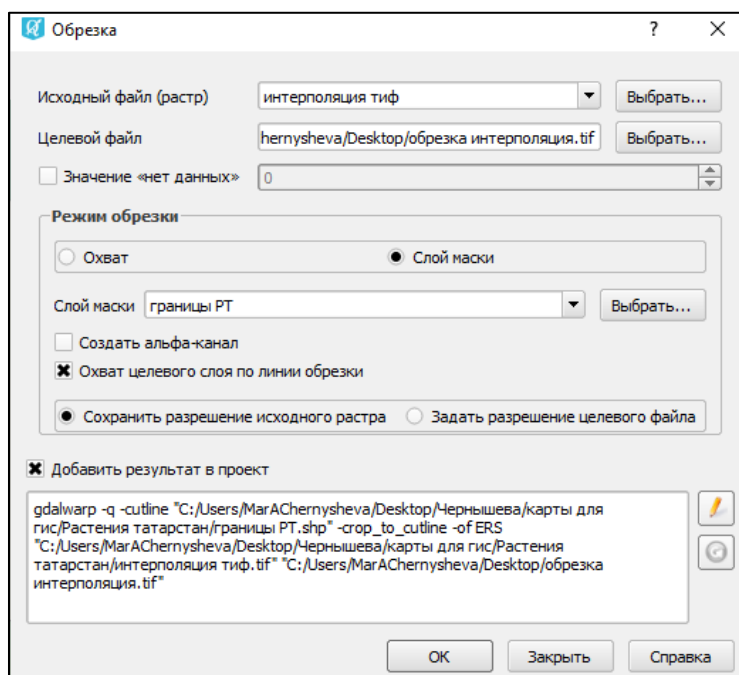 Обрезка
?
Исходный файл (растр)
интерполяция тиф
Выбрать...
Целевой файл
hernysheva/Desktop/обрезка интерполяция.tif
Выбрать...
Значение «нет данных»
0
Режим обрезки
Охват
Слой маски
Слой маски
границы РТ
Выбрать...
Создать альфа-канал
Охват целевого слоя по линии обрезки
Сохранить разрешение исходного растра
Задать разрешение целевого файла
Добавить результат в проект
gdalwarp -q -cutline "C:/Users/MarAChernysheva/Desktop/Чернышева/карты для
гис/Растения татарстан/границы РТ.shp" -crop_to_cutline -of ERS
"C:/Users/MarAChernysheva/Desktop/Чернышева/карты для гис/Растения
татарстан/интерполяция тиф.tif" "C:/Users/MarAChernysheva/Desktop/обрезка
интерполяция.tif"
ОК
Закрыть
Справка